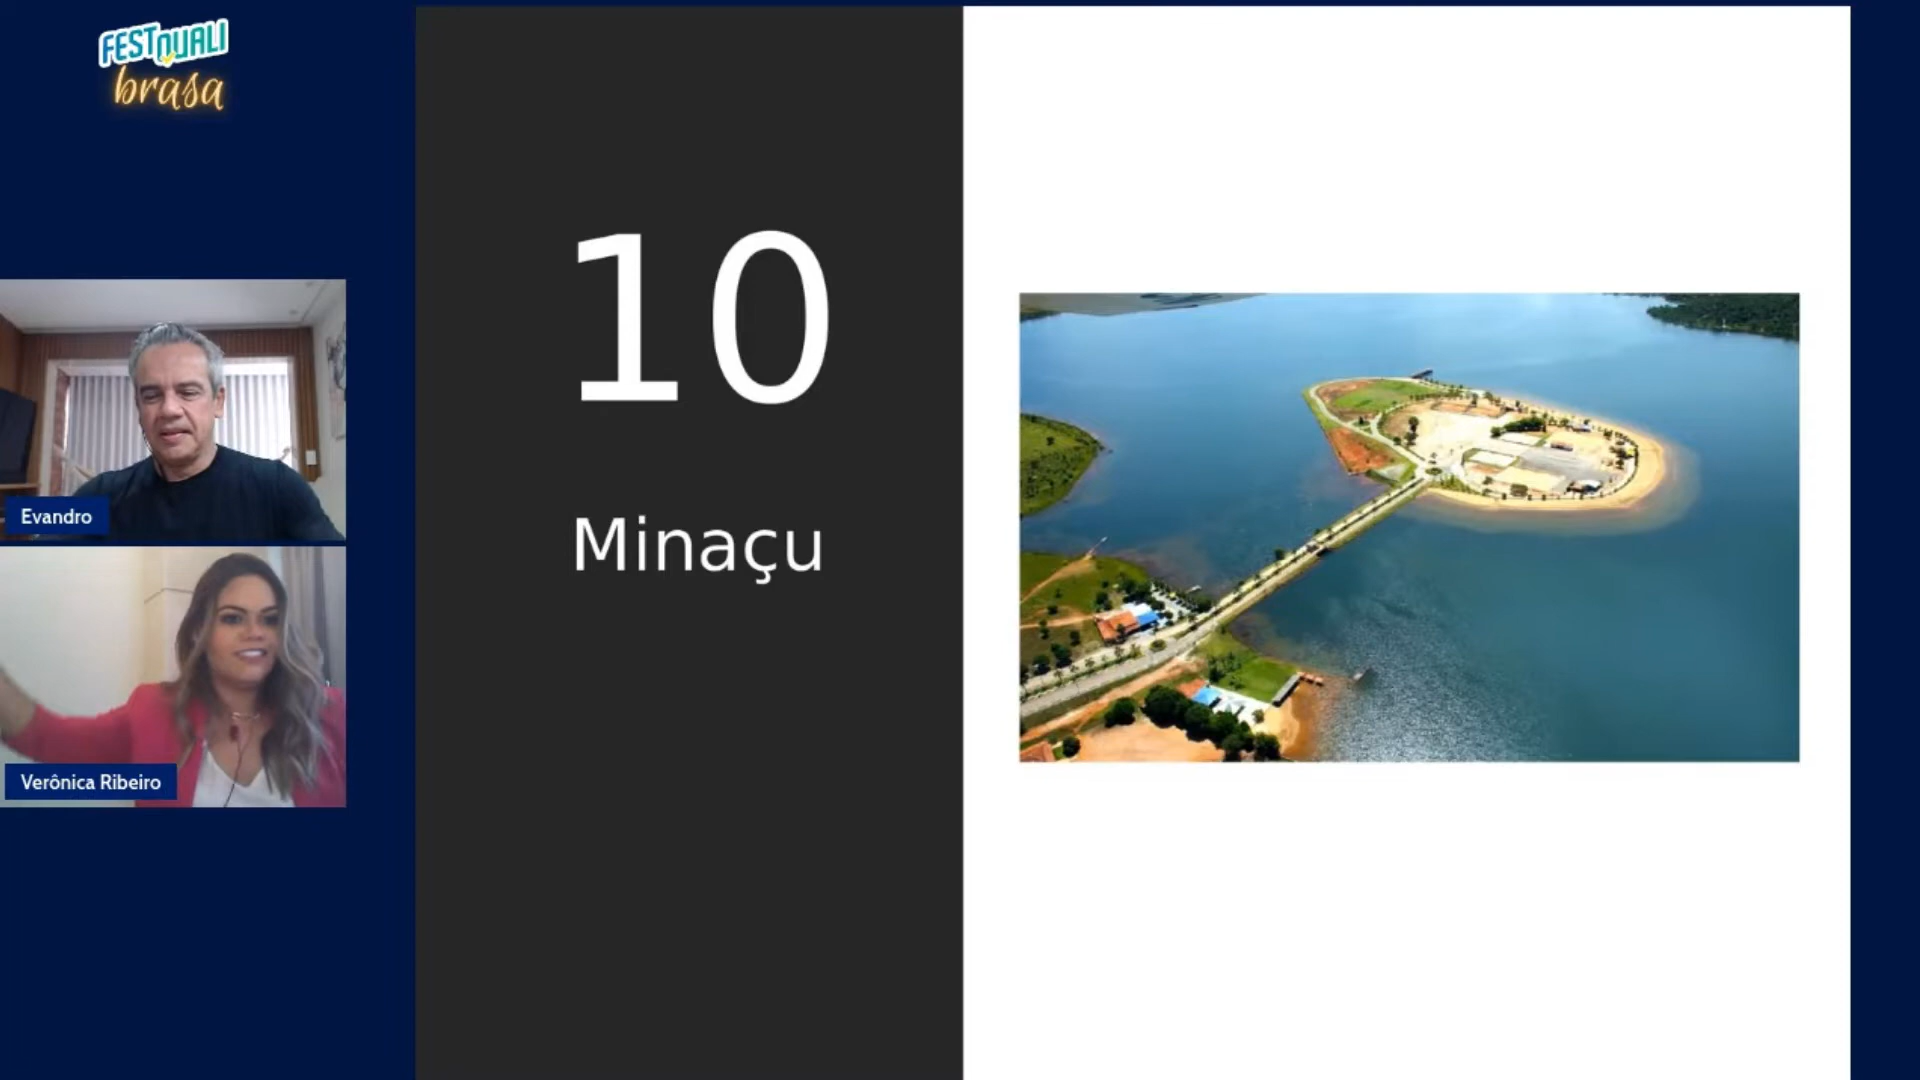 FESTQUALI
brasa
10
Minaçu
Evandro
Verônica Ribeiro